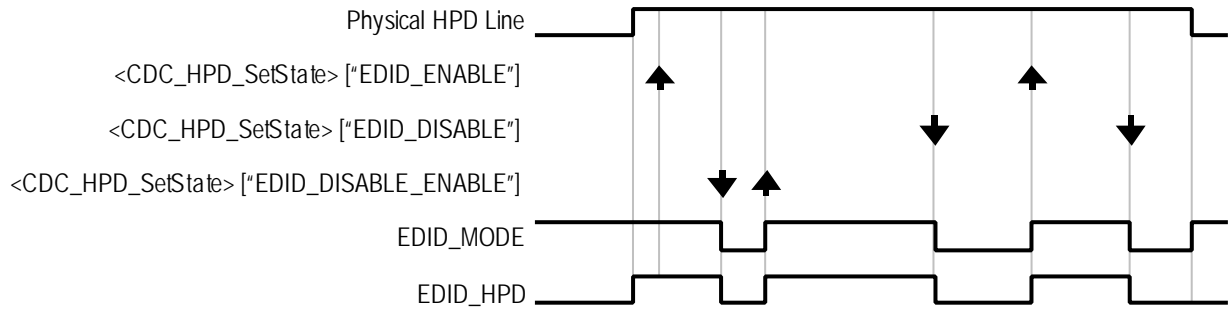 Physical HPD Line
<CDC_HPD_SetState> ["EDID_ENABLE"]
<CDC_HPD_SetState> ["EDID_DISABLE"]
<CDC_HPD_SetState> ["EDID_DISABLE_ENABLE"]
EDID_MODE
EDID_HPD